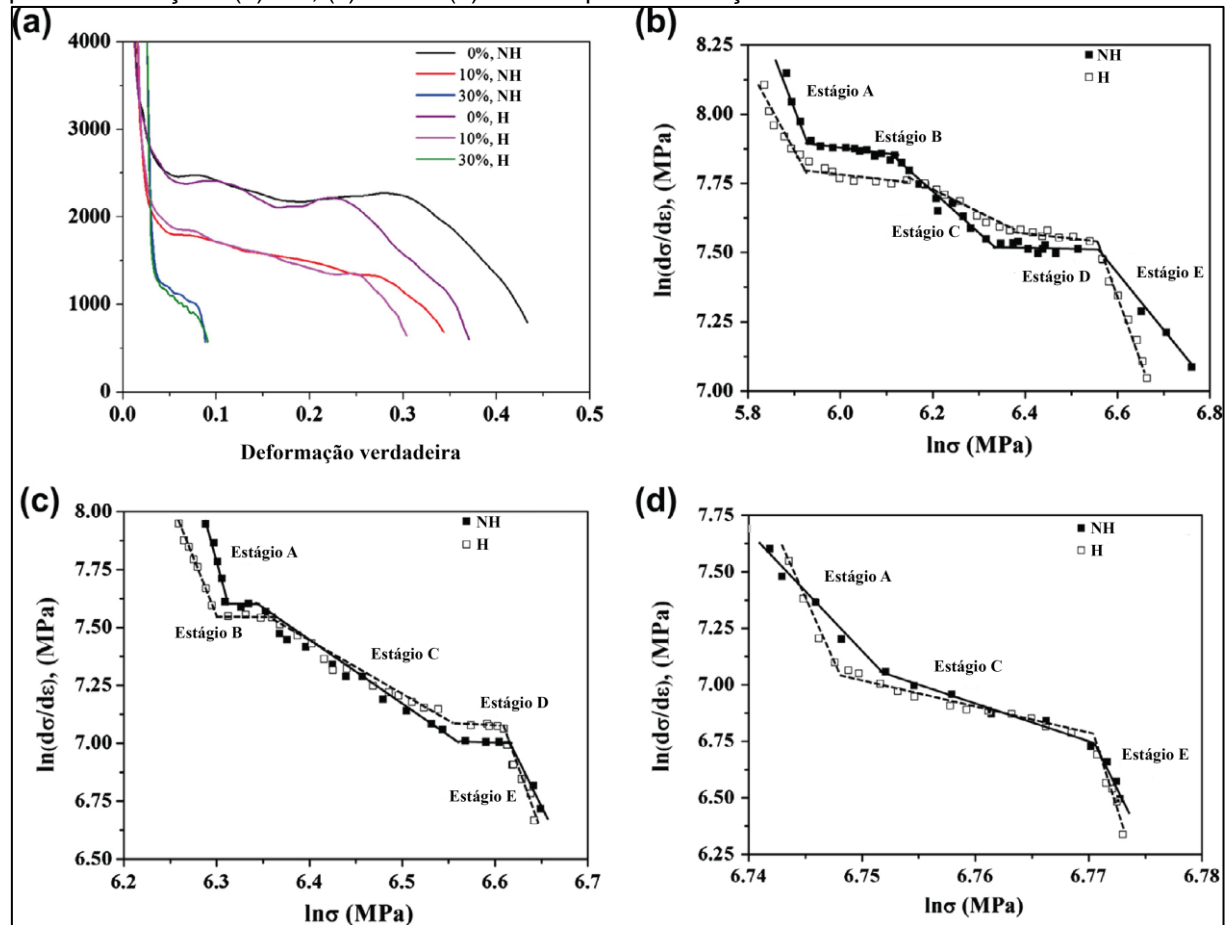 (a)
4000
3000
2000
1000
0
0%, NH
10%, NH
30%, NH
0%, H
10%, H
30%, H
0.0 0.1 0.2 0.3 0.4 0.5
Deformação verdadeira
(b)
ln(dσ/dε), (MPa)
8.25
8.00
7.75
7.50
7.25
7.00
NH
H
Estágio A
Estágio B
Estágio C
Estágio D
Estágio E
5.8 6.0 6.2 6.4 6.6 6.8
lnσ (MPa)
(c)
ln(dσ/dε), (MPa)
8.00
7.75
7.50
7.25
7.00
6.75
6.50
NH
H
Estágio A
Estágio B
Estágio C
Estágio D
Estágio E
6.2 6.3 6.4 6.5 6.6 6.7
lnσ (MPa)
(d)
ln(dσ/dε), (MPa)
7.75
7.50
7.25
7.00
6.75
6.50
6.25
NH
H
Estágio A
Estágio C
Estágio E
6.74 6.75 6.76 6.77 6.78
lnσ (MPa)